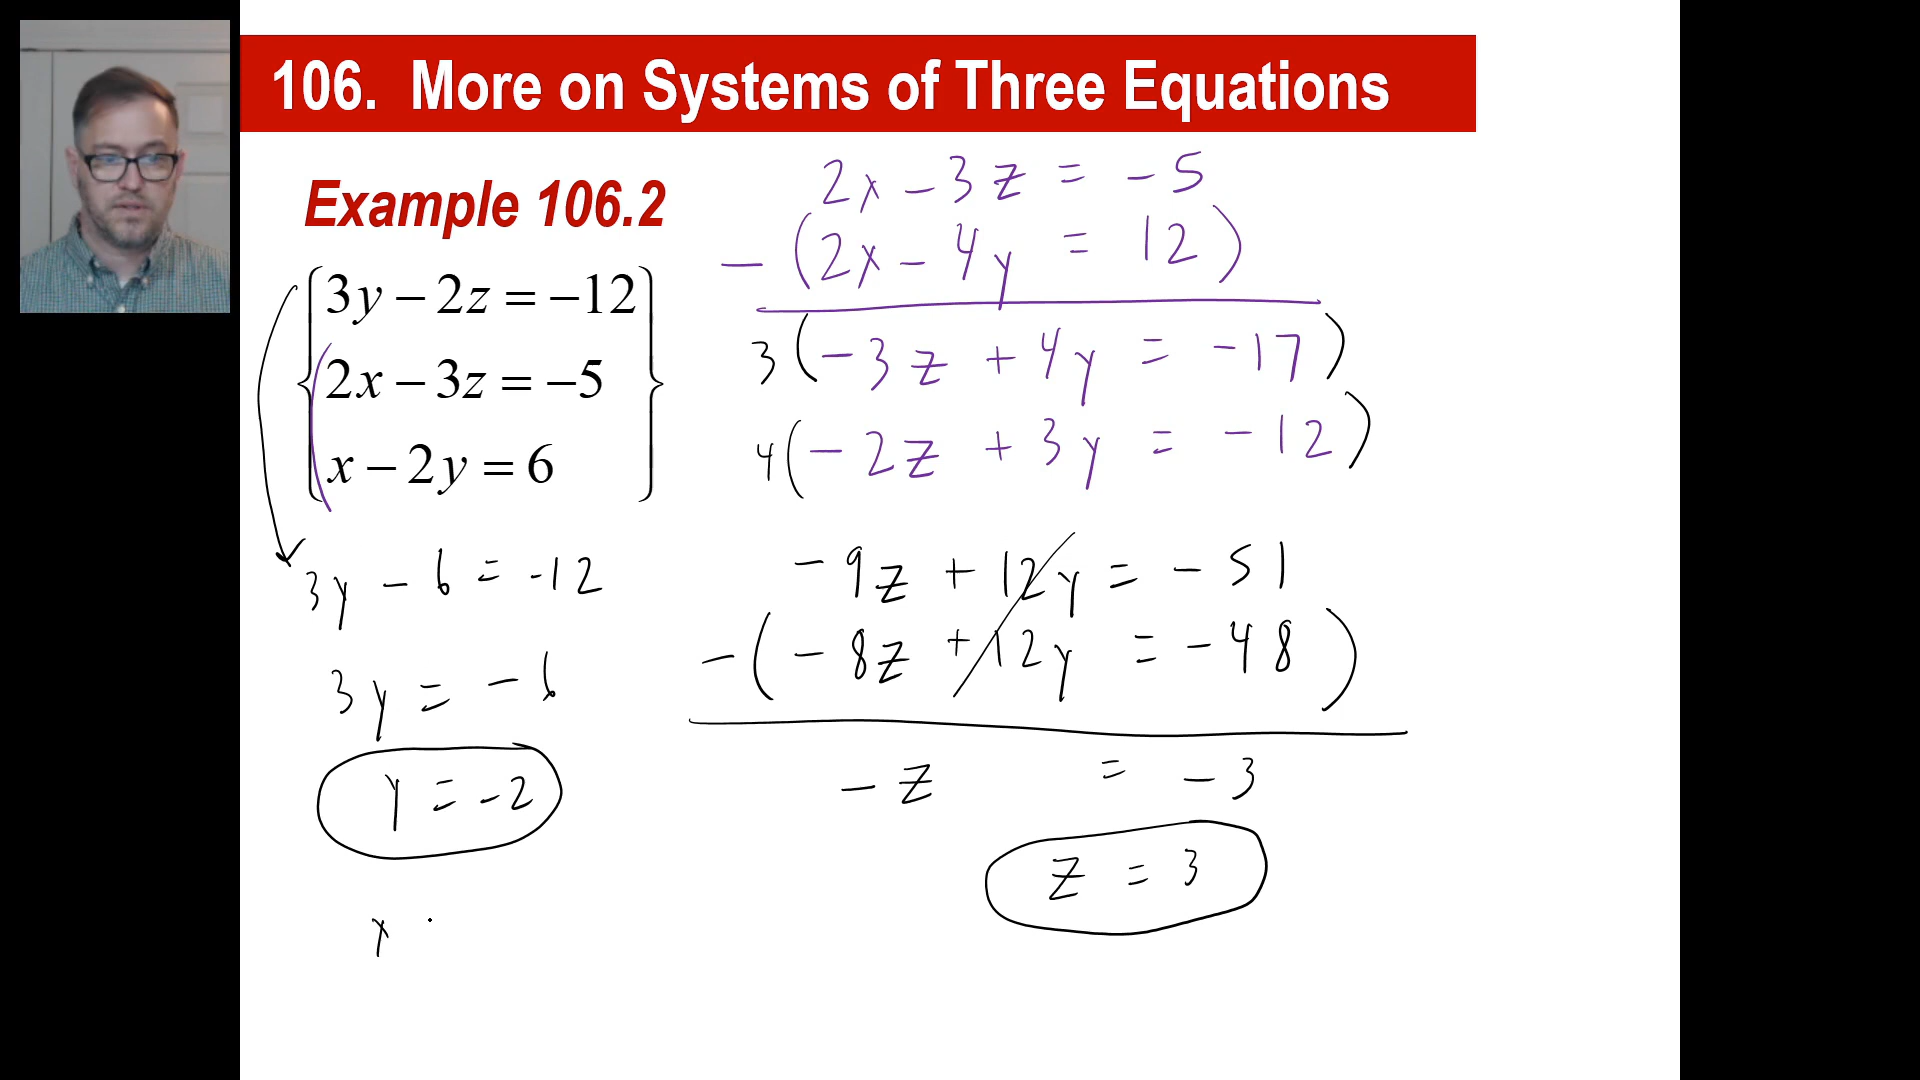 106. More on Systems of Three Equations
Example 106.2
3y − 2z = −12
2x − 3z = −5
x − 2y = 6
3y − 6 = -12
3y = − 6
y = -2
x
2x − 3z = − 5
− (2x − 4y = 12)
3(− 3z + 4y = − 17)
4(− 2z + 3y = − 12)
− 9z + 12y = − 51
−(− 8z + 12y = − 48)
− z = − 3
z = 3